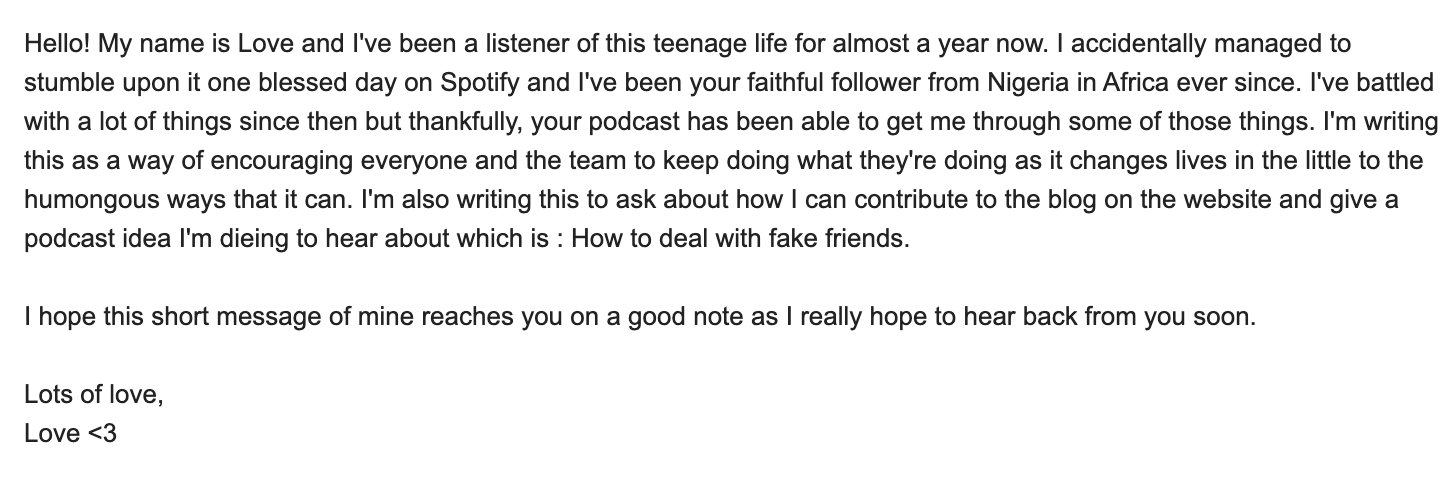 Hello! My name is Love and I've been a listener of this teenage life for almost a year now. I accidentally managed to
stumble upon it one blessed day on Spotify and I've been your faithful follower from Nigeria in Africa ever since. I've battled
with a lot of things since then but thankfully, your podcast has been able to get me through some of those things. I'm writing
this as a way of encouraging everyone and the team to keep doing what they're doing as it changes lives in the little to the
humongous ways that it can. I'm also writing this to ask about how I can contribute to the blog on the website and give a
podcast idea I'm dieing to hear about which is : How to deal with fake friends.
I hope this short message of mine reaches you on a good note as I really hope to hear back from you soon.
Lots of love,
Love <3